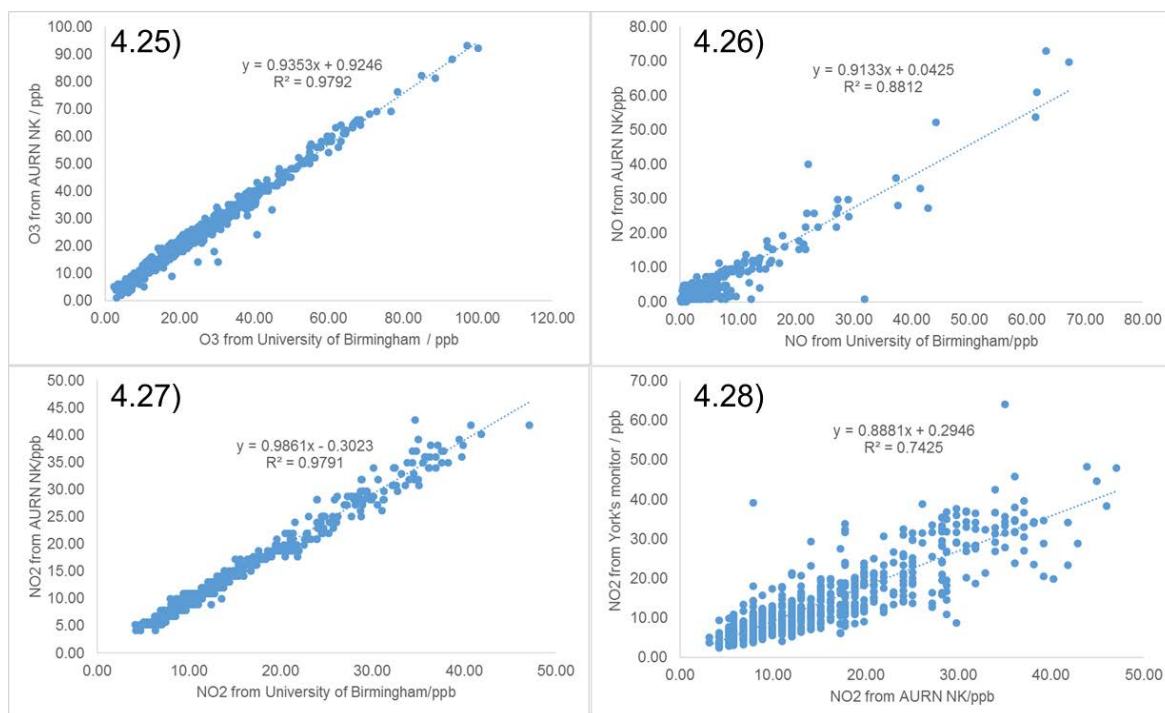 4.25)
y = 0.9353x + 0.9246
R² = 0.9792
O3 from AURN NK / ppb
100.00
90.00
80.00
70.00
60.00
50.00
40.00
30.00
20.00
10.00
0.00
0.00 20.00 40.00 60.00 80.00 100.00 120.00
O3 from University of Birmingham / ppb
4.26)
y = 0.9133x + 0.0425
R² = 0.8812
NO from AURN NK/ppb
80.00
70.00
60.00
50.00
40.00
30.00
20.00
10.00
0.00
0.00 10.00 20.00 30.00 40.00 50.00 60.00 70.00 80.00
NO from University of Birmingham/ppb
4.27)
y = 0.9861x - 0.3023
R² = 0.9791
NO2 from AURN NK/ppb
50.00
45.00
40.00
35.00
30.00
25.00
20.00
15.00
10.00
5.00
0.00
0.00 10.00 20.00 30.00 40.00 50.00
NO2 from University of Birmingham/ppb
4.28)
y = 0.8881x + 0.2946
R² = 0.7425
NO2 from York's monitor / ppb
70.00
60.00
50.00
40.00
30.00
20.00
10.00
0.00
0.00 10.00 20.00 30.00 40.00 50.00
NO2 from AURN NK/ppb